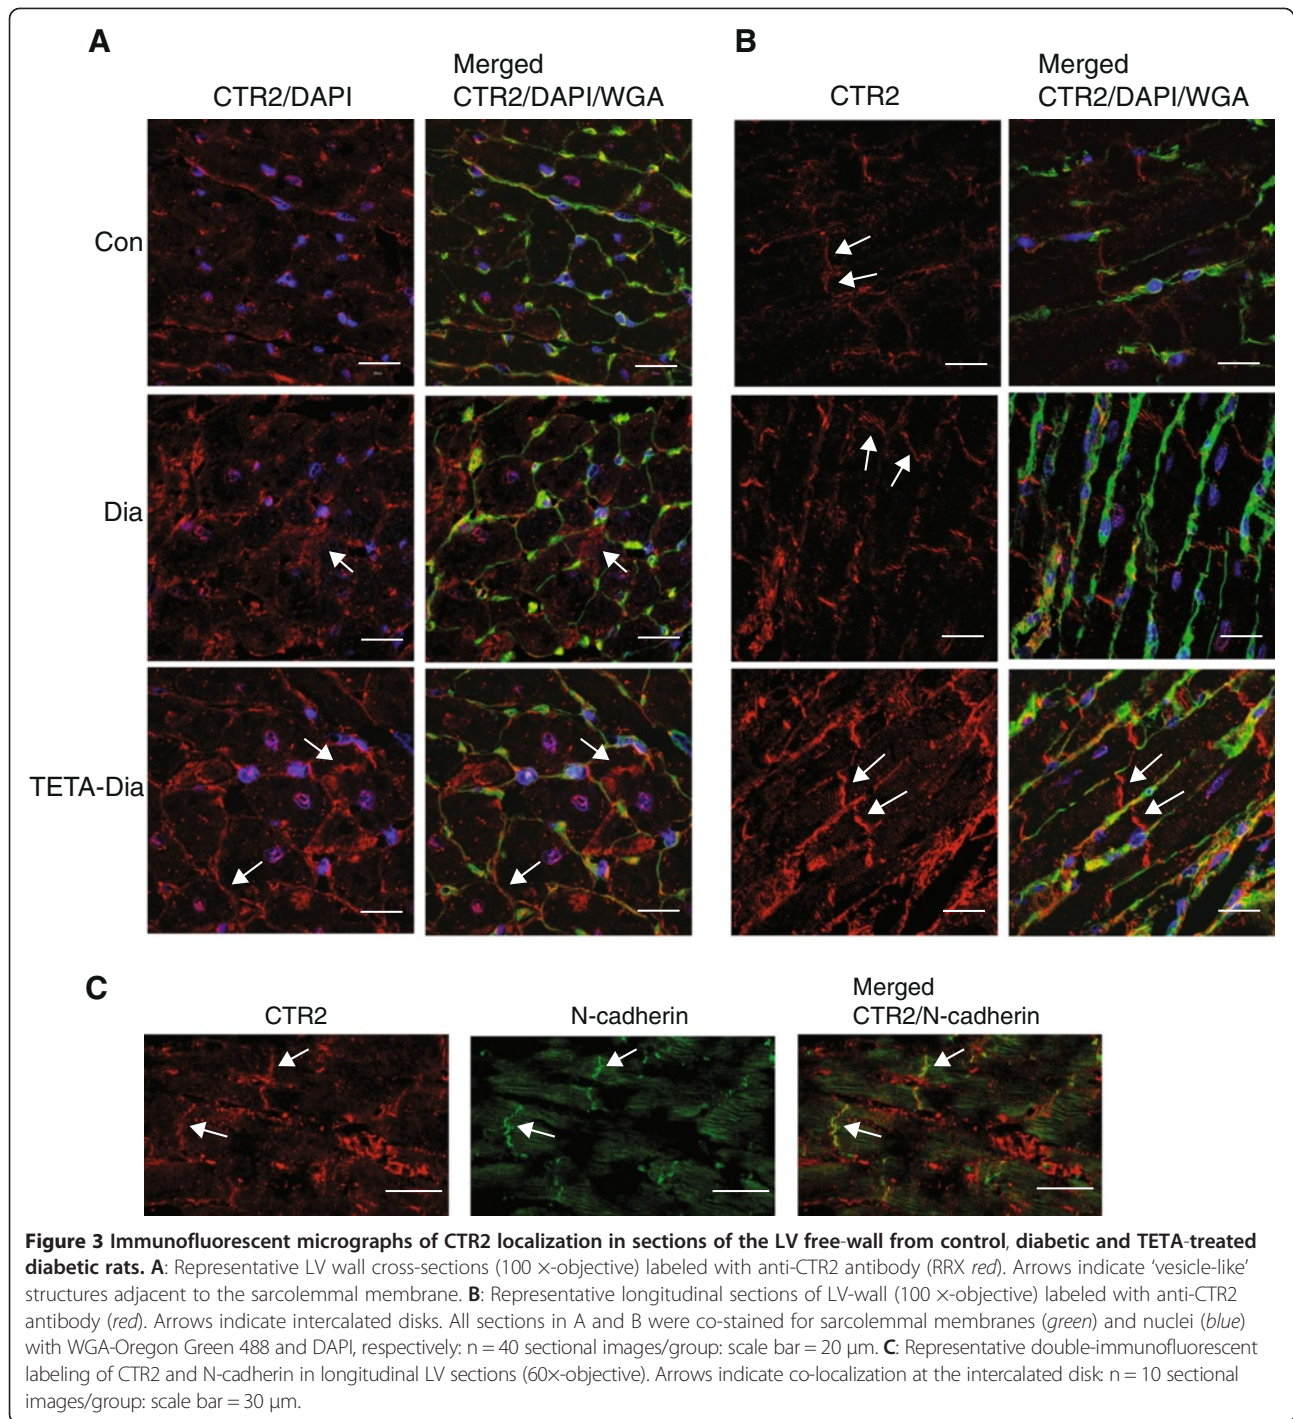 A
B
CTR2/DAPI
Merged
CTR2/DAPI/WGA
CTR2
Merged
CTR2/DAPI/WGA
Con
Dia
TETA-Dia
C
CTR2
N-cadherin
Merged
CTR2/N-cadherin
Figure 3 Immunofluorescent micrographs of CTR2 localization in sections of the LV free-wall from control, diabetic and TETA-treated
diabetic rats. A: Representative LV wall cross-sections (100 ×-objective) labeled with anti-CTR2 antibody (RRX red). Arrows indicate ‘vesicle-like’
structures adjacent to the sarcolemmal membrane. B: Representative longitudinal sections of LV-wall (100 ×-objective) labeled with anti-CTR2
antibody (red). Arrows indicate intercalated disks. All sections in A and B were co-stained for sarcolemmal membranes (green) and nuclei (blue)
with WGA-Oregon Green 488 and DAPI, respectively: n = 40 sectional images/group: scale bar = 20 μm. C: Representative double-immunofluorescent
labeling of CTR2 and N-cadherin in longitudinal LV sections (60×-objective). Arrows indicate co-localization at the intercalated disk: n = 10 sectional
images/group: scale bar = 30 μm.